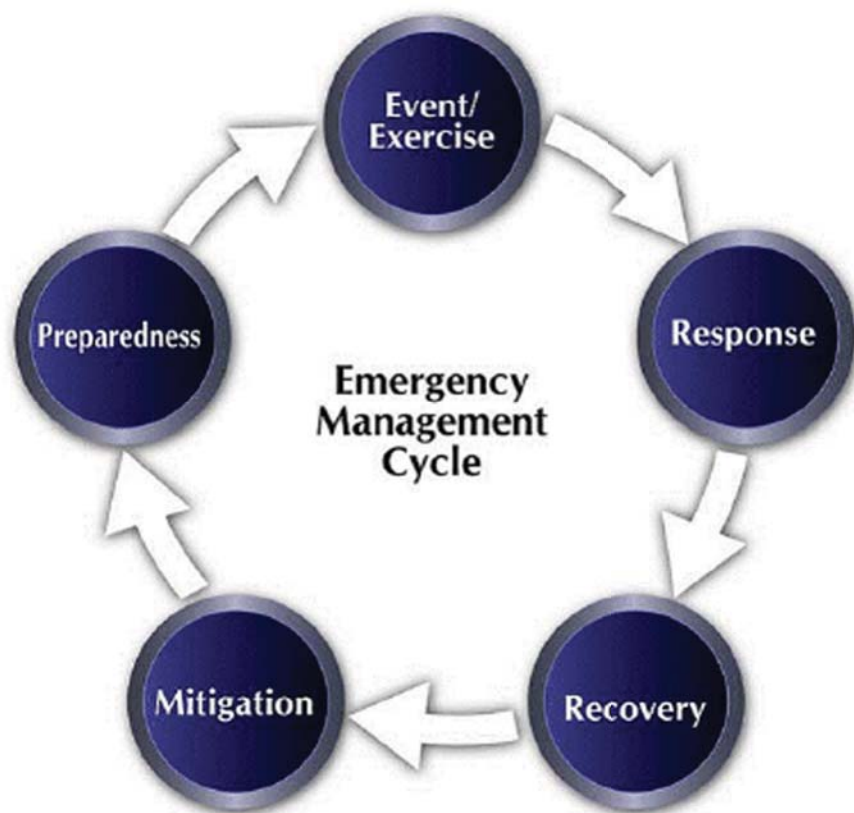 Event/
Exercise
Response
Recovery
Mitigation
Preparedness
Emergency
Management
Cycle